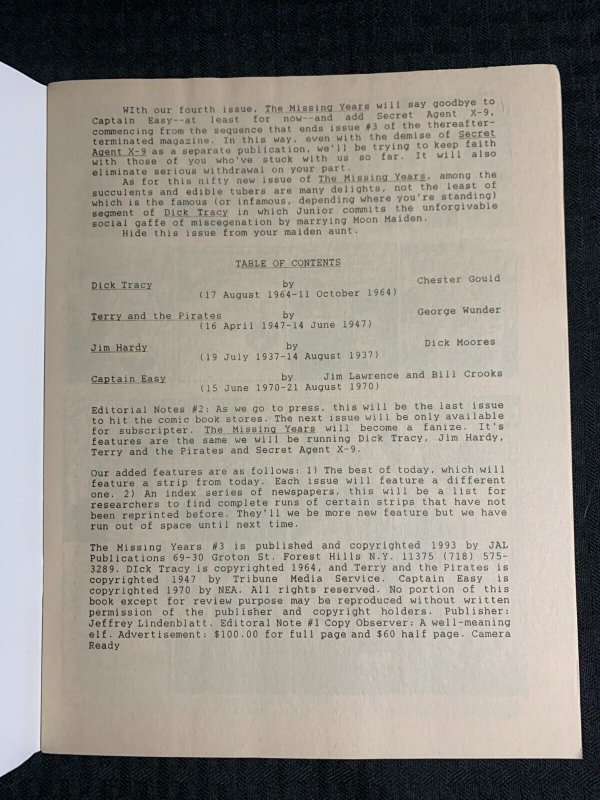 WIth our fourth issue, The Missing Years will say goodbye to
Captain Easy--at least for now--and add Secret Agent X-9,
commencing from the sequence that ends issue #3 of the thereafter-
terminated magazine. In this way, even with the demise of Secret
Agent X-9 as a separate publication, we'll be trying to keep faith
with those of you who've stuck with us so far. It will also
eliminate serious withdrawal on your part.
As for this nifty new issue of The Missing Years, among the
succulents and edible tubers are many delights, not the least of
which is the famous (or infamous, depending where you're standing)
segment of Dick Tracy in which Junior commits the unforgivable
social gaffe of miscegenation by marrying Moon Maiden.
Hide this issue from your maiden aunt.
TABLE OF CONTENTS
Dick Tracy by Chester Gould
(17 August 1964-11 October 1964)
Terry and the Pirates by George Wunder
(16 April 1947-14 June 1947)
Jim Hardy by Dick Moores
(19 July 1937-14 August 1937)
Captain Easy by Jim Lawrence and Bill Crooks
(15 June 1970-21 August 1970)
Editorial Notes #2: As we go to press, this will be the last issue
to hit the comic book stores. The next issue will be only available
for subscripter. The Missing Years will become a fanize. It's
features are the same we will be running Dick Tracy, Jim Hardy,
Terry and the Pirates and Secret Agent X-9.
Our added features are as follows: 1) The best of today, which will
feature a strip from today. Each issue will feature a different
one. 2) An index series of newspapers, this will be a list for
researchers to find complete runs of certain strips that have not
been reprinted before. They'll we be more new feature but we have
run out of space until next time.
The Missing Years #3 is published and copyrighted 1993 by JAL
Publications 69-30 Groton St. Forest Hills N.Y. 11375 (718) 575-
3289. DIck Tracy is copyrighted 1964, and Terry and the Pirates is
copyrighted 1947 by Tribune Media Service. Captain Easy is
copyrighted 1970 by NEA. All rights reserved. No portion of this
book except for review purpose may be reproduced without written
permission of the publisher and copyright holders. Publisher:
Jeffrey Lindenblatt. Editoral Note #1 Copy Observer: A well-meaning
elf. Advertisement: $100.00 for full page and $60 half page. Camera
Ready